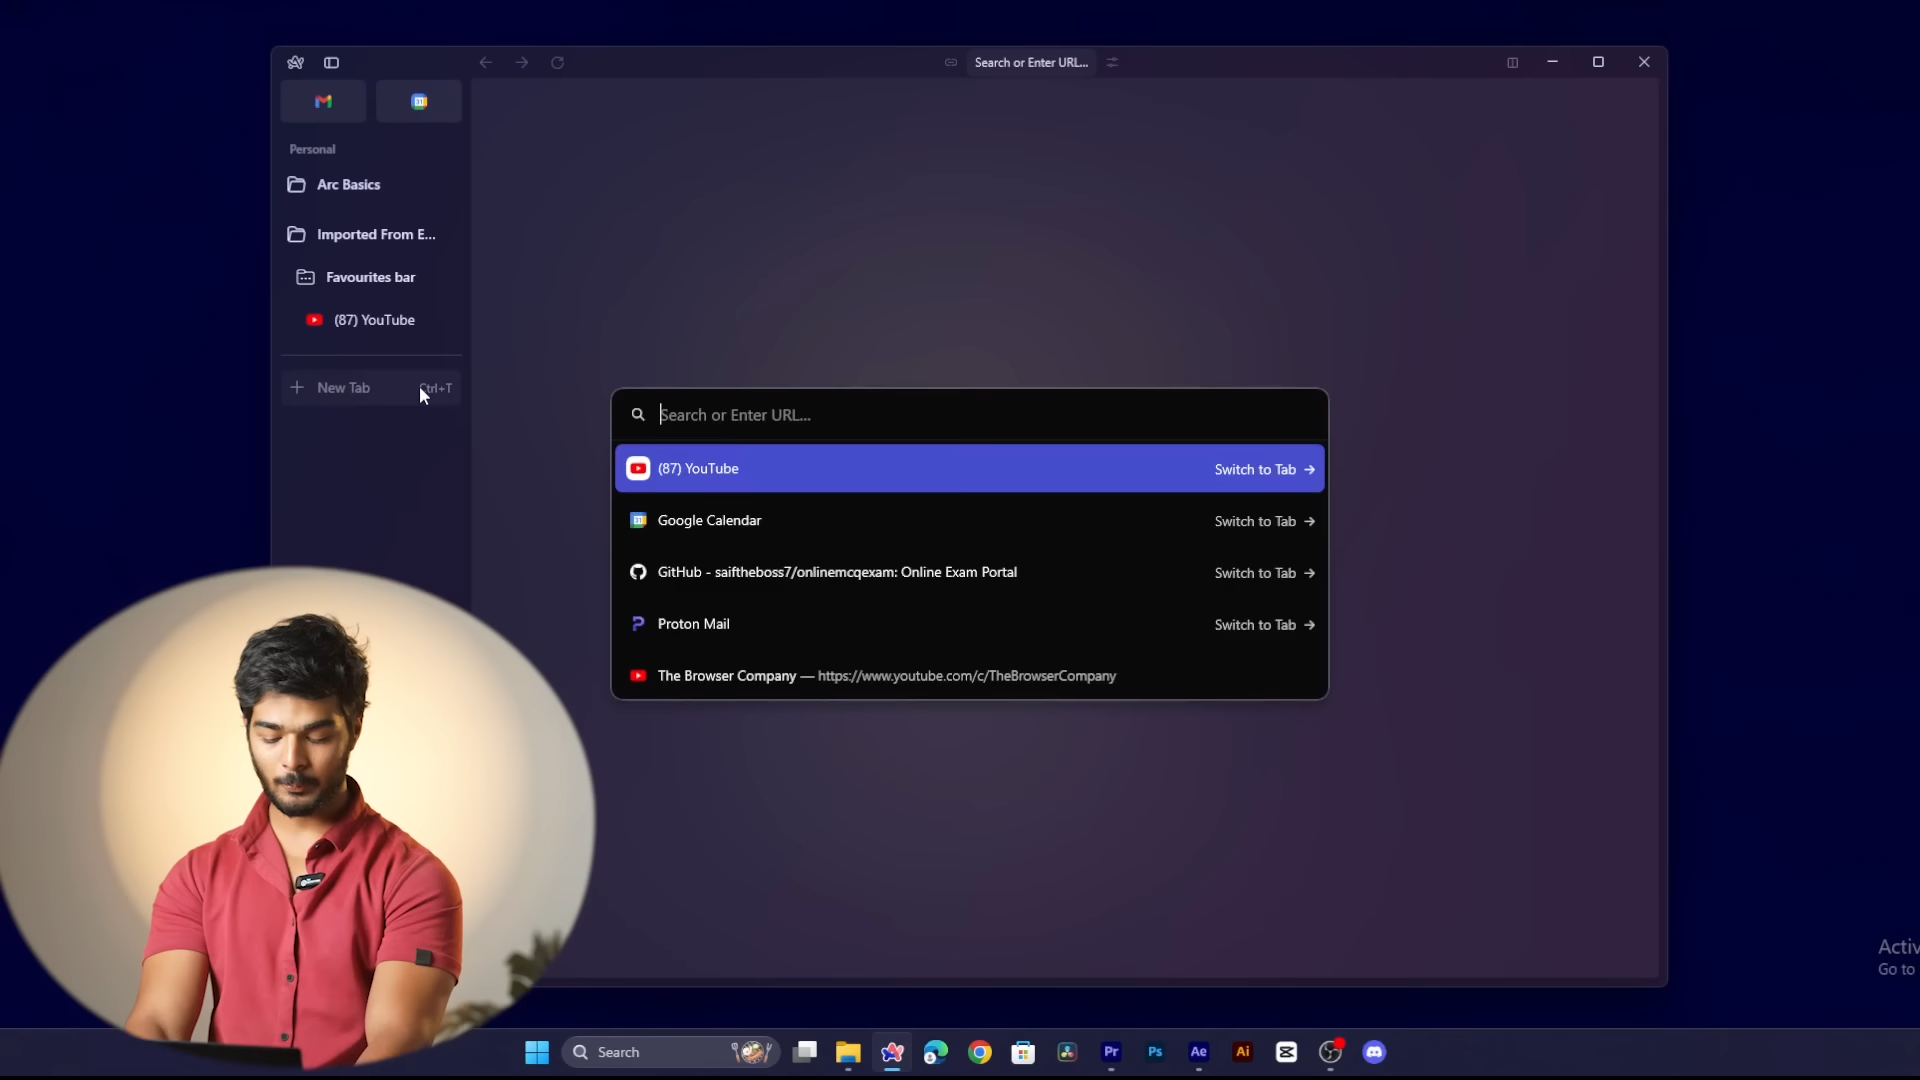 Search or Enter URL...
Personal
Arc Basics
Imported From E...
Favourites bar
(87) YouTube
New Tab Ctrl+T
Search or Enter URL...
(87) YouTube Switch to Tab →
Google Calendar Switch to Tab →
GitHub - saiftheboss7/onlinemcqexam: Online Exam Portal Switch to Tab →
Proton Mail Switch to Tab →
The Browser Company — https://www.youtube.com/c/TheBrowserCompany
Activ
Go to
Search
Pr
Ps
Ae
Ai